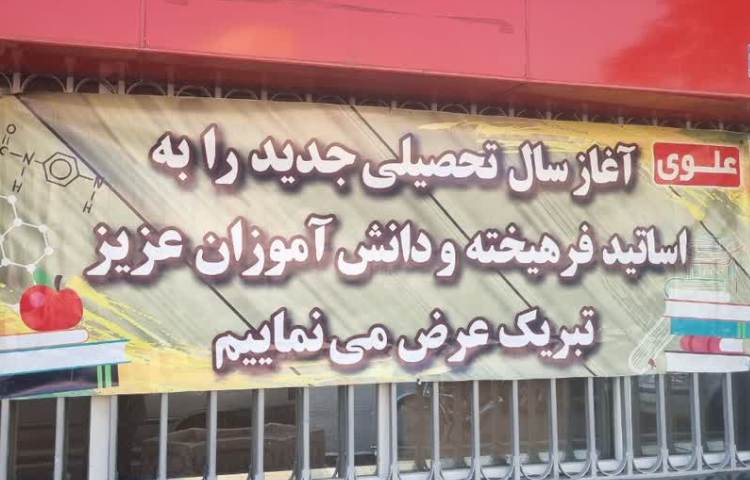 علوی
آغاز سال تحصیلی جدید را به
اساتید فرهیخته و دانش آموزان عزیز
تبریک عرض می نماییم
O
C
N
H
N
H